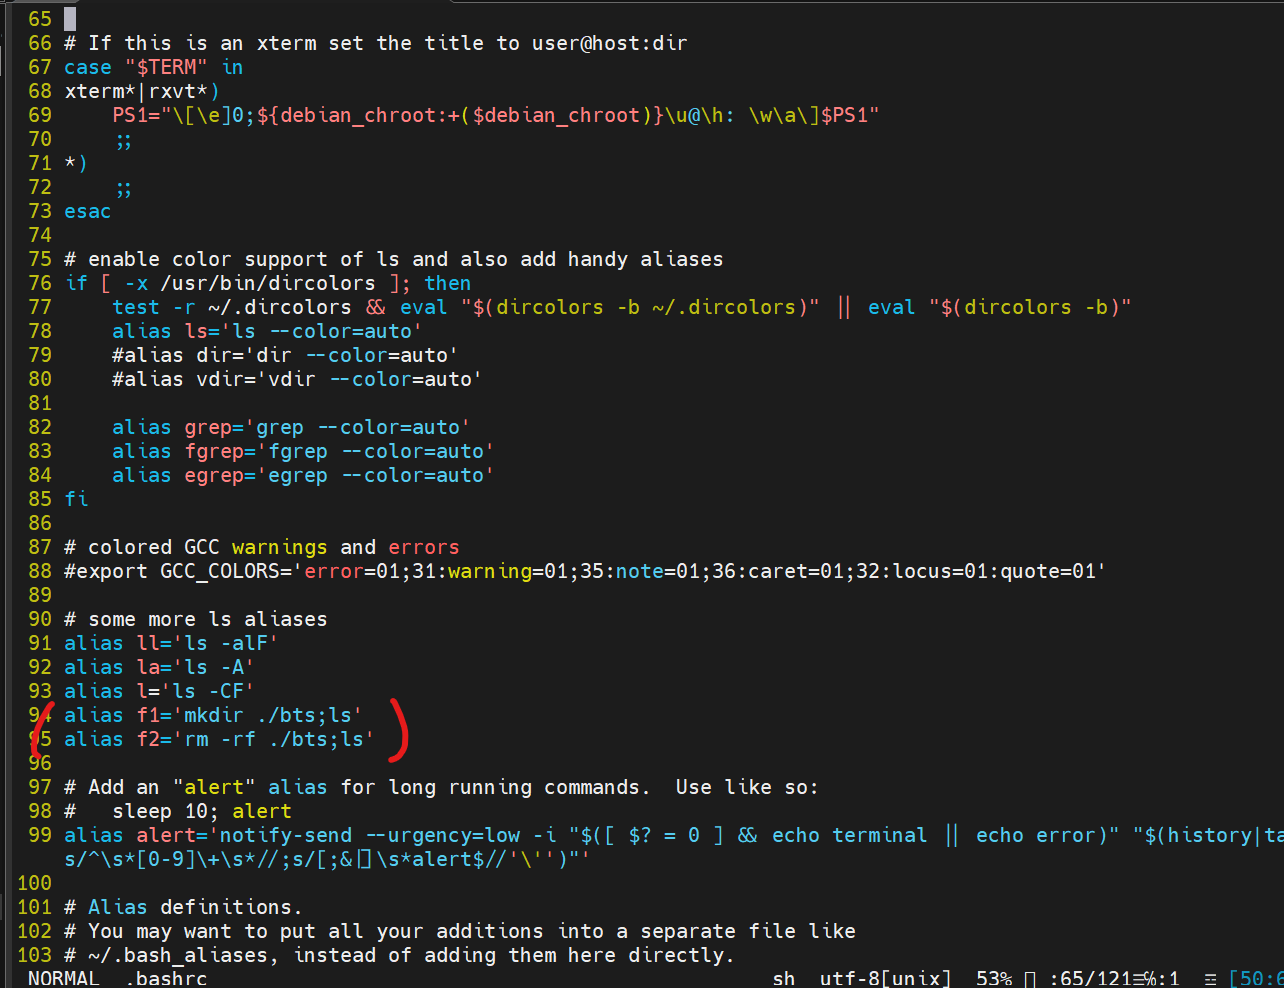 65
66 # If this is an xterm set the title to user@host:dir
67 case "$TERM" in
68 xterm*|rxvt*)
69     PS1="\[\e]0;${debian_chroot:+($debian_chroot)}\u@\h: \w\a\]$PS1"
70     ;;
71 *)
72     ;;
73 esac
74
75 # enable color support of ls and also add handy aliases
76 if [ -x /usr/bin/dircolors ]; then
77     test -r ~/.dircolors && eval "$(dircolors -b ~/.dircolors)" || eval "$(dircolors -b)"
78     alias ls='ls --color=auto'
79     #alias dir='dir --color=auto'
80     #alias vdir='vdir --color=auto'
81
82     alias grep='grep --color=auto'
83     alias fgrep='fgrep --color=auto'
84     alias egrep='egrep --color=auto'
85 fi
86
87 # colored GCC warnings and errors
88 #export GCC_COLORS='error=01;31:warning=01;35:note=01;36:caret=01;32:locus=01:quote=01'
89
90 # some more ls aliases
91 alias ll='ls -alF'
92 alias la='ls -A'
93 alias l='ls -CF'
94 alias f1='mkdir ./bts;ls'
95 alias f2='rm -rf ./bts;ls'
96
97 # Add an "alert" alias for long running commands.  Use like so:
98 #   sleep 10; alert
99 alias alert='notify-send --urgency=low -i "$([ $? = 0 ] && echo terminal || echo error)" "$(history|ta
s/^\s*[0-9]\+\s*//;s/[;&|]\s*alert$//'\'')"'
100
101 # Alias definitions.
102 # You may want to put all your additions into a separate file like
103 # ~/.bash_aliases, instead of adding them here directly.
NORMAL  .bashrc  sh  utf-8[unix]  53%  :65/121≡℅:1  ☲ [50:6